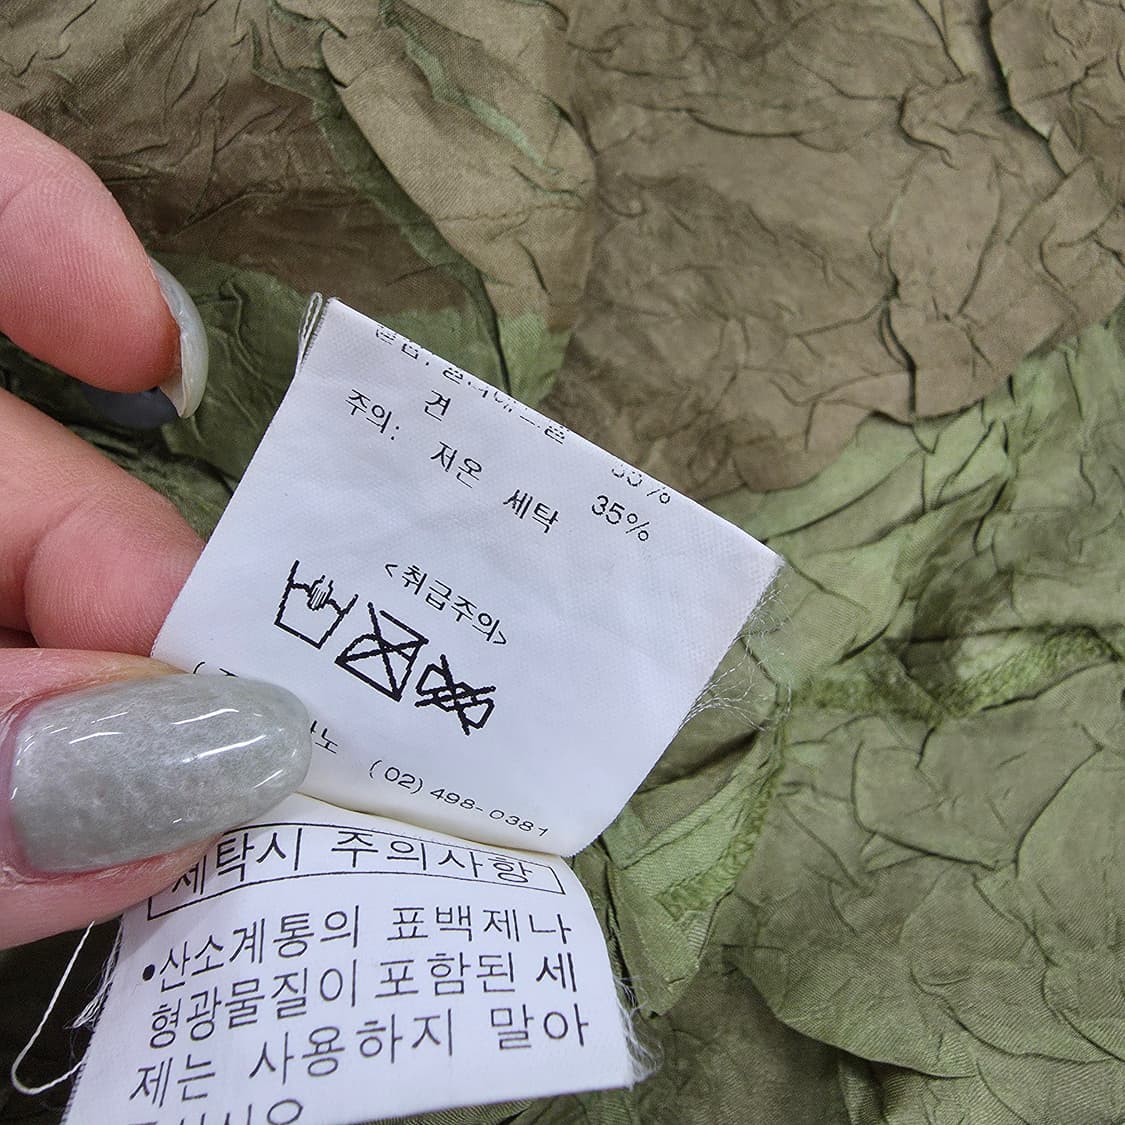 견 35%
주의: 저온 세탁
<취급주의>
(02) 498-0381
세탁시 주의사항
•산소계통의 표백제나
형광물질이 포함된 세
제는 사용하지 말아